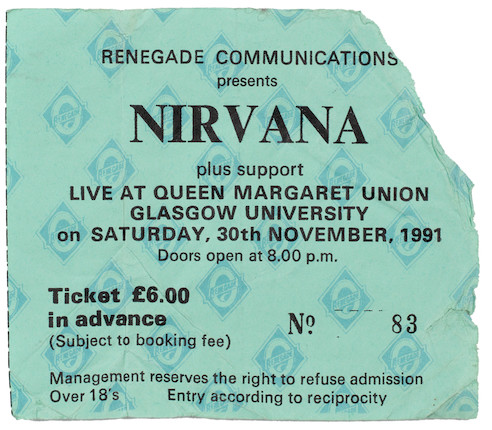 RENEGADE COMMUNICATIONS
presents
NIRVANA
plus support
LIVE AT QUEEN MARGARET UNION
GLASGOW UNIVERSITY
on SATURDAY, 30th NOVEMBER, 1991
Doors open at 8.00 p.m.
Ticket £6.00
in advance
(Subject to booking fee)
Nº 83
Management reserves the right to refuse admission
Over 18's Entry according to reciprocity